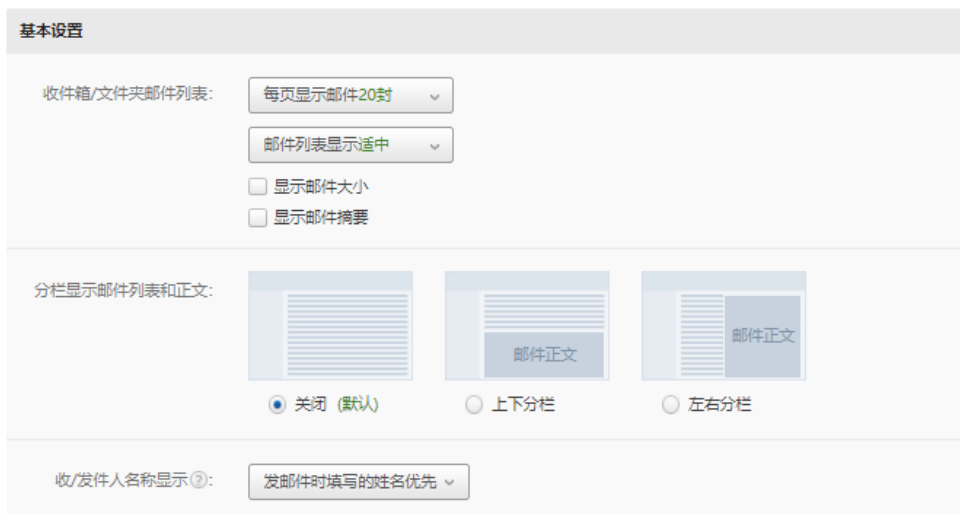 基本设置
收件箱/文件夹邮件列表:
每页显示邮件20封
邮件列表显示适中
显示邮件大小
显示邮件摘要
分栏显示邮件列表和正文:
邮件正文
邮件正文
关闭 (默认)
上下分栏
左右分栏
收/发件人名称显示?:
发邮件时填写的姓名优先